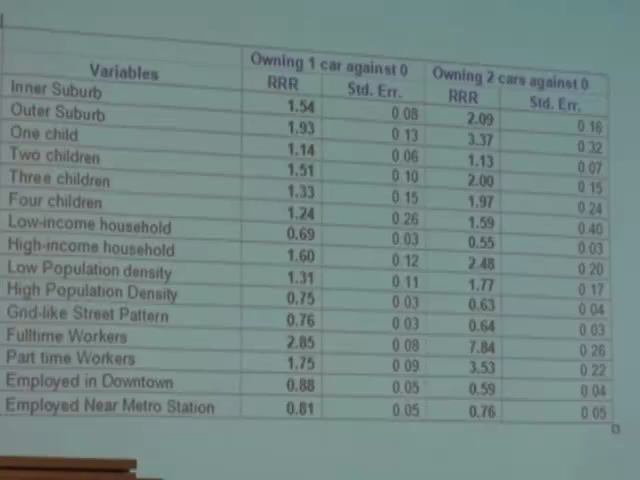 Owning 1 car against 0 Owning 2 cars against 0
Variables RRR Std. Err. RRR Std. Err.
Inner Suburb 1.54 0.08 2.09 0.16
Outer Suburb 1.93 0.13 3.37 0.32
One child 1.14 0.06 1.13 0.07
Two children 1.51 0.10 2.00 0.15
Three children 1.33 0.15 1.97 0.24
Four children 1.24 0.26 1.59 0.40
Low-income household 0.69 0.03 0.55 0.03
High-income household 1.60 0.12 2.48 0.20
Low Population density 1.31 0.11 1.77 0.17
High Population Density 0.75 0.03 0.63 0.04
Grid-like Street Pattern 0.76 0.03 0.64 0.03
Fulltime Workers 2.85 0.08 7.84 0.26
Part time Workers 1.75 0.09 3.53 0.22
Employed in Downtown 0.88 0.05 0.59 0.04
Employed Near Metro Station 0.81 0.05 0.76 0.05